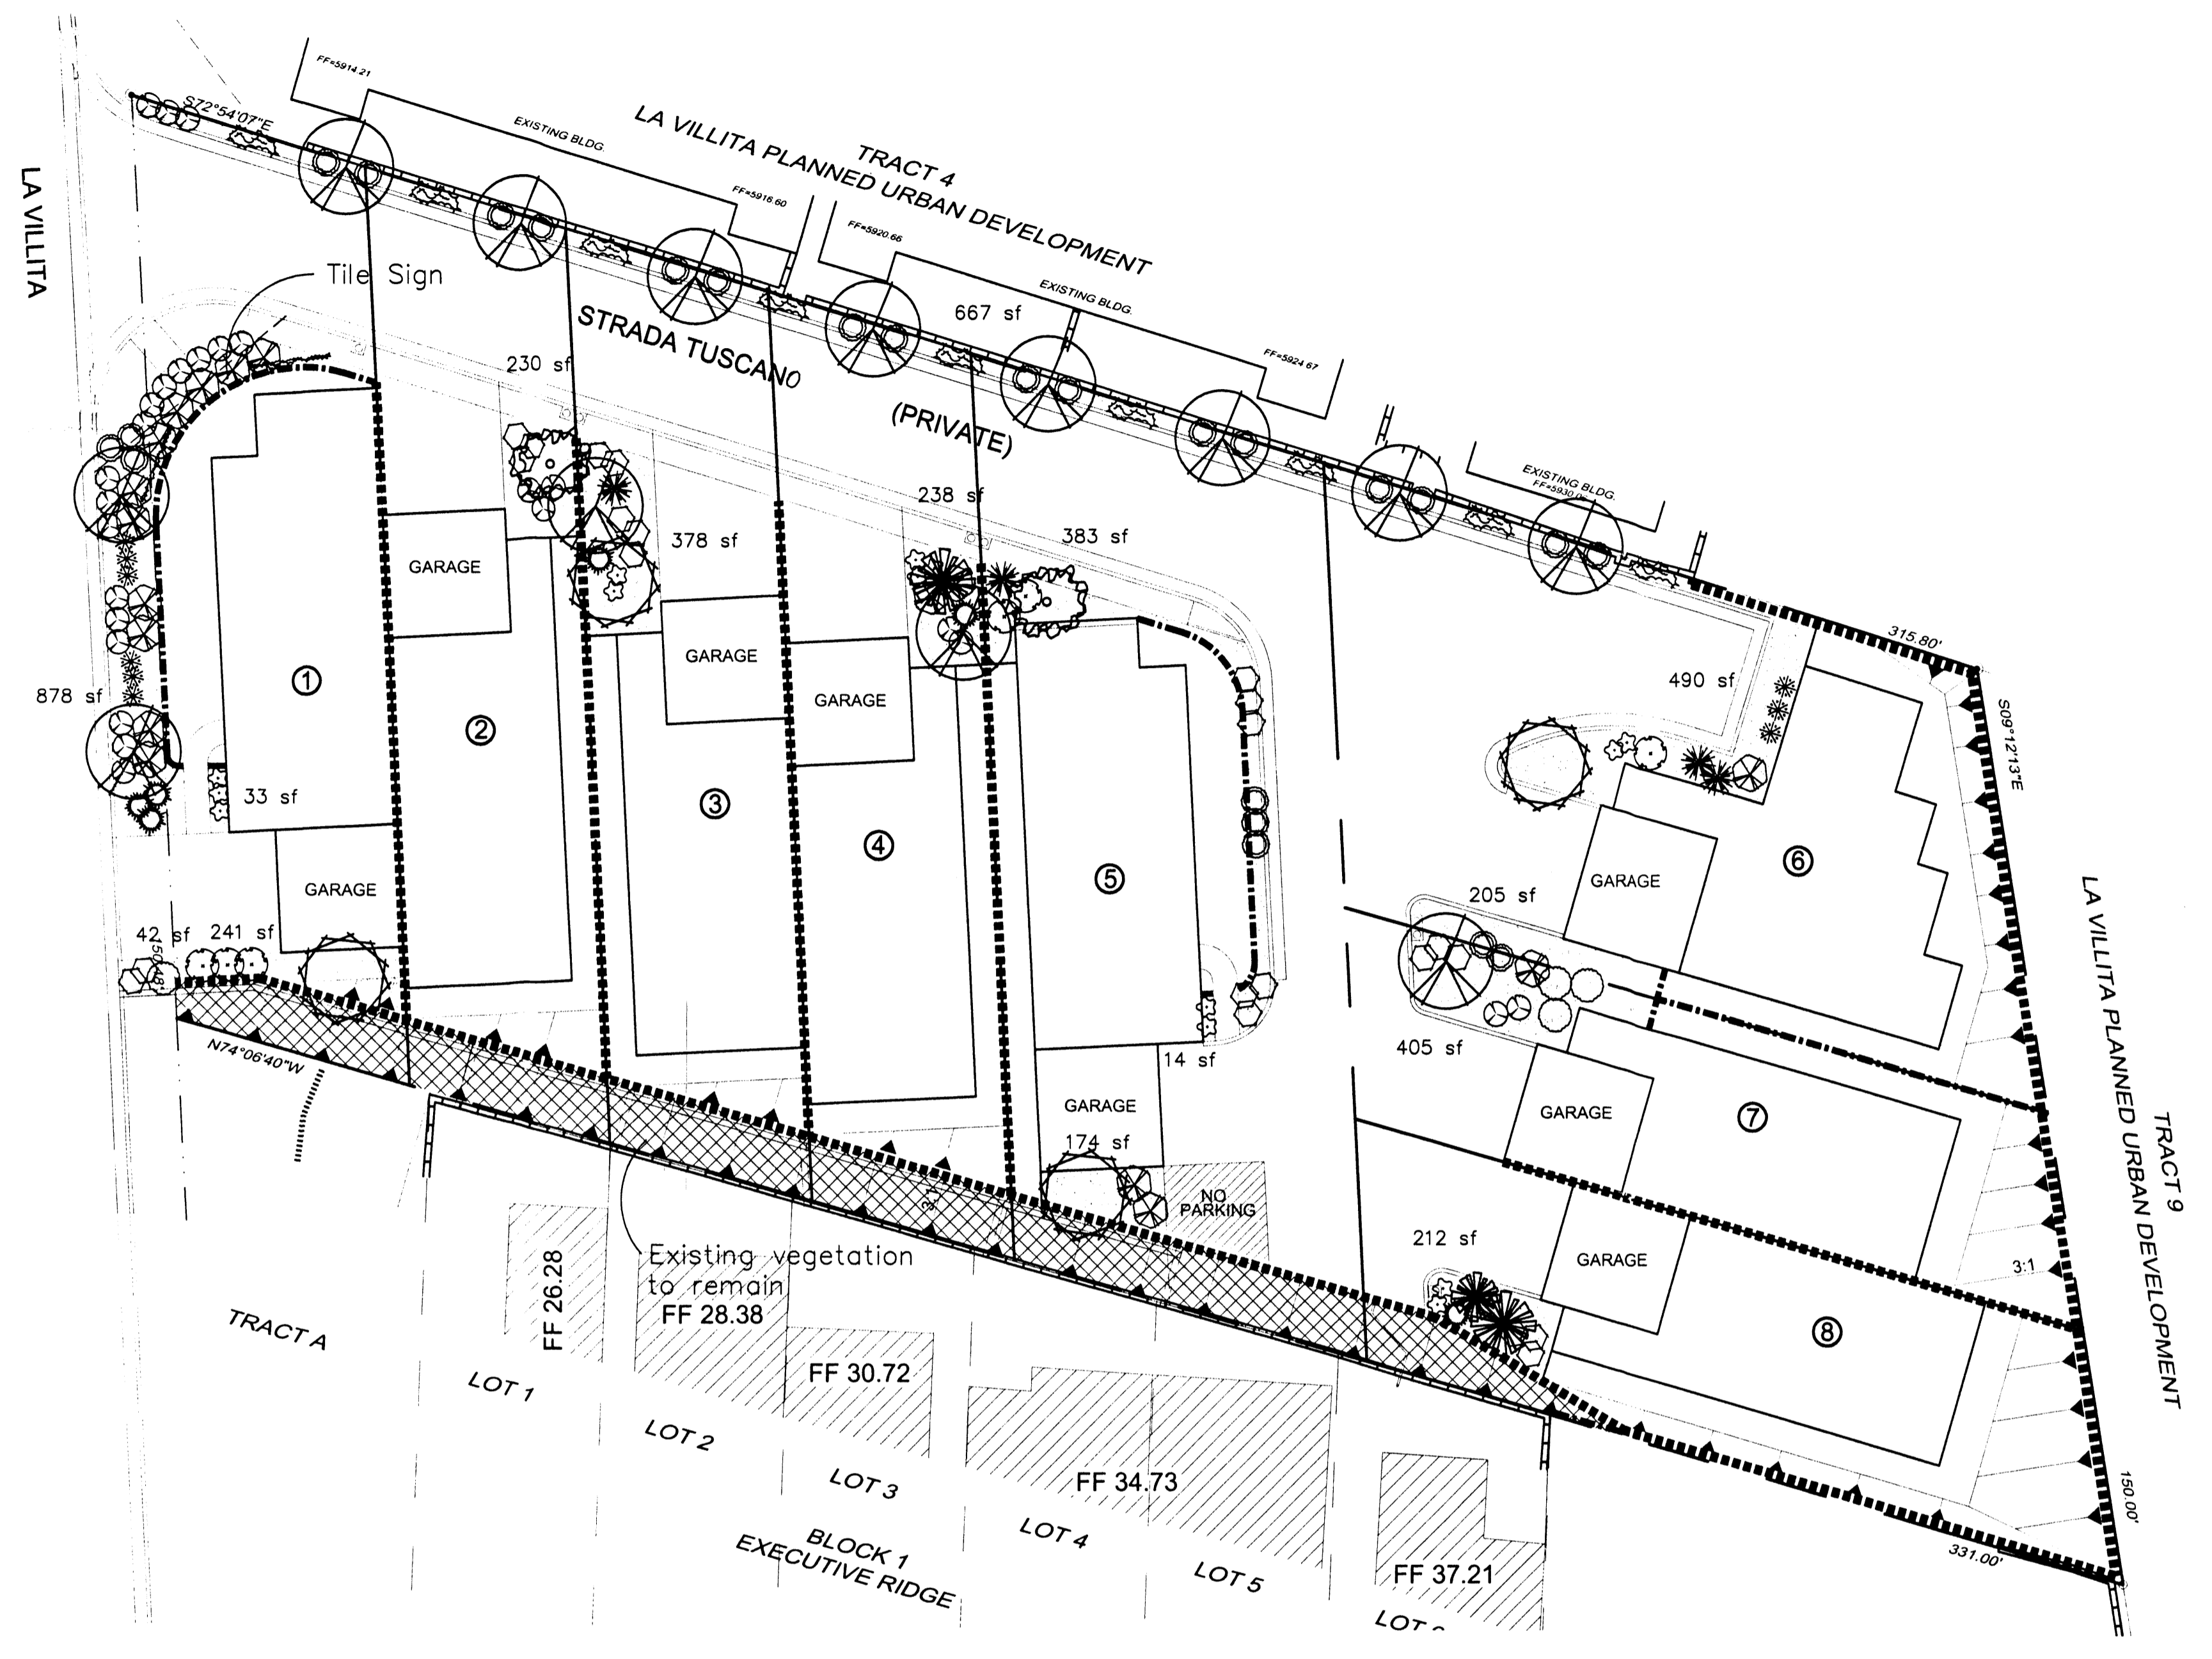 FF=5914.21
S72°54'07"E
EXISTING BLDG.
FF=5916.60
TRACT 4
LA VILLITA PLANNED URBAN DEVELOPMENT
FF=5920.66
EXISTING BLDG.
FF=5924.67
LA VILLITA
Tile Sign
667 sf
STRADA TUSCANO
(PRIVATE)
230 sf
238 sf
378 sf
383 sf
EXISTING BLDG.
GARAGE
GARAGE
GARAGE
315.80'
S09°12'13"E
490 sf
878 sf
1
2
3
4
5
6
33 sf
GARAGE
GARAGE
205 sf
42 sf
241 sf
150.48'
N74°06'40"W
405 sf
14 sf
GARAGE
174 sf
GARAGE
7
NO
PARKING
3:1
212 sf
GARAGE
3:1
8
TRACT 9
LA VILLITA PLANNED URBAN DEVELOPMENT
150.00'
331.00'
Existing vegetation
to remain
FF 26.28
FF 28.38
FF 30.72
FF 34.73
FF 37.21
TRACT A
LOT 1
LOT 2
LOT 3
LOT 4
LOT 5
BLOCK 1
EXECUTIVE RIDGE